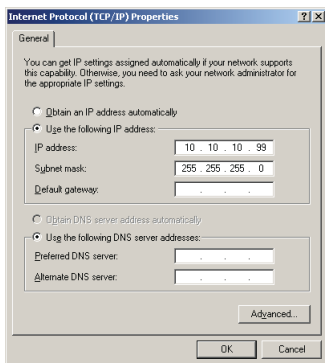 Internet Protocol (TCP/IP) Properties
General
You can get IP settings assigned automatically if your network supports
this capability. Otherwise, you need to ask your network administrator for
the appropriate IP settings.
Obtain an IP address automatically
Use the following IP address:
IP address: 10 . 10 . 10 . 99
Subnet mask: 255 . 255 . 255 . 0
Default gateway: . . .
Obtain DNS server address automatically
Use the following DNS server addresses:
Preferred DNS server: . . .
Alternate DNS server: . . .
Advanced...
OK Cancel